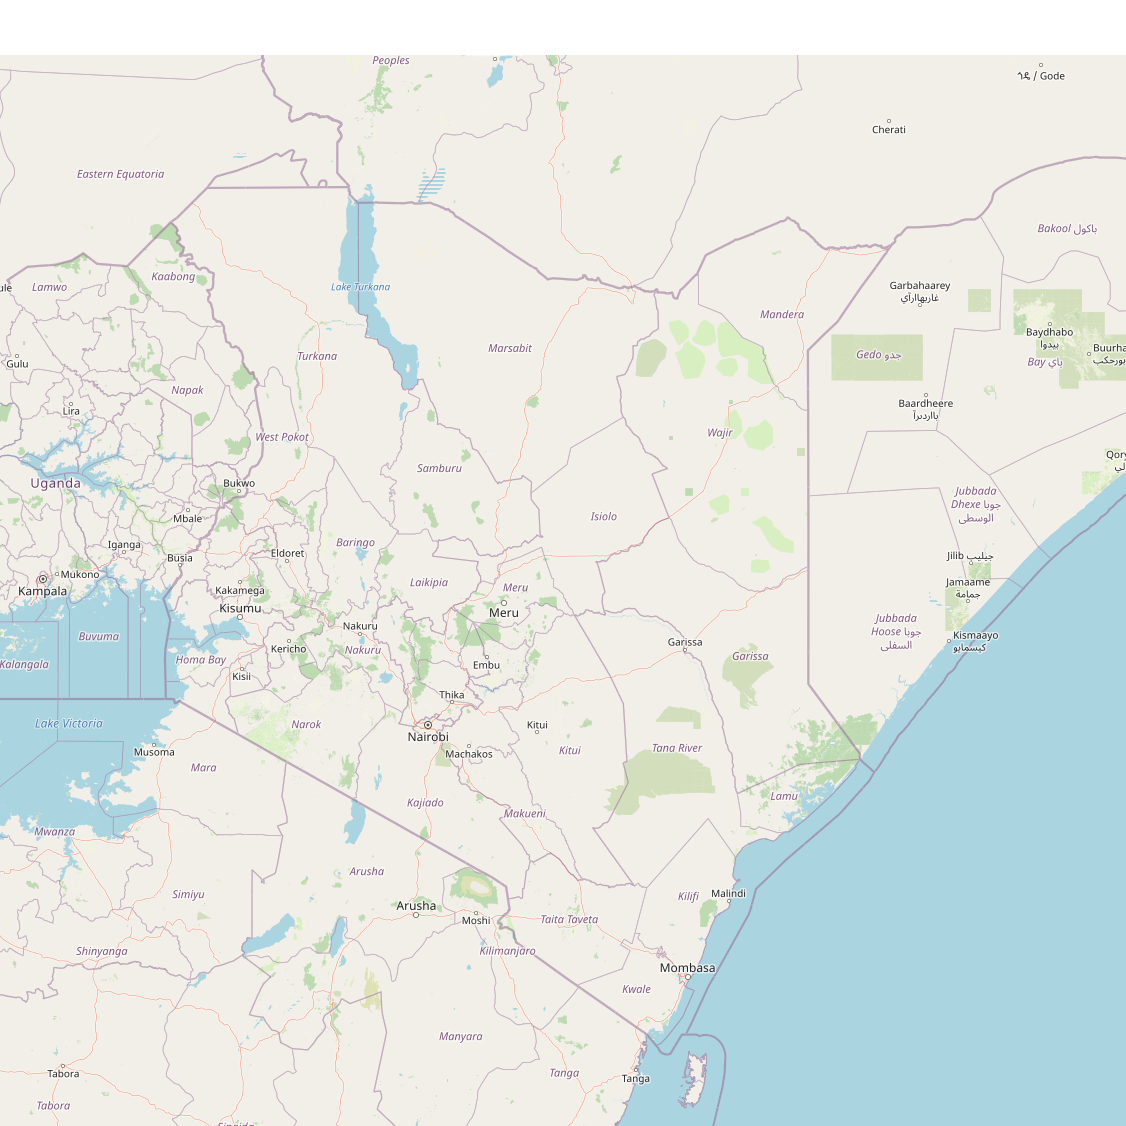 Peoples
ጎዴ / Gode
Cherati
Eastern Equatoria
Bakool باكول
Kaabong
Lamwo
Lake Turkana
Garbahaarey
غاربهااراي
Mandera
Baydhabo
بيدوا
Bay باي
Gulu
Turkana
Marsabit
Gedo جدو
Napak
Lira
Baardheere
بااردىرآ
West Pokot
Wajir
Samburu
Uganda
Bukwo
Jubbada
Dhexe جوبا
الوسطى
Mbale
Isiolo
Iganga
Busia
Baringo
Eldoret
Jilib جيليب
Kampala
Mukono
Kakamega
Laikipia
Meru
Jamaame
جمامة
Kisumu
Meru
Buvuma
Nakuru
Jubbada
Hoose جوبا
السفلى
Kismaayo
كيسمايو
Kalangala
Homa Bay
Kericho
Nakuru
Embu
Garissa
Garissa
Kisii
Thika
Lake Victoria
Narok
Nairobi
Kitui
Musoma
Machakos
Kitui
Tana River
Mara
Kajiado
Makueni
Lamu
Mwanza
Arusha
Simiyu
Arusha
Moshi
Kilifi
Malindi
Taita Taveta
Shinyanga
Kilimanjaro
Mombasa
Kwale
Manyara
Tabora
Tanga
Tanga
Tabora